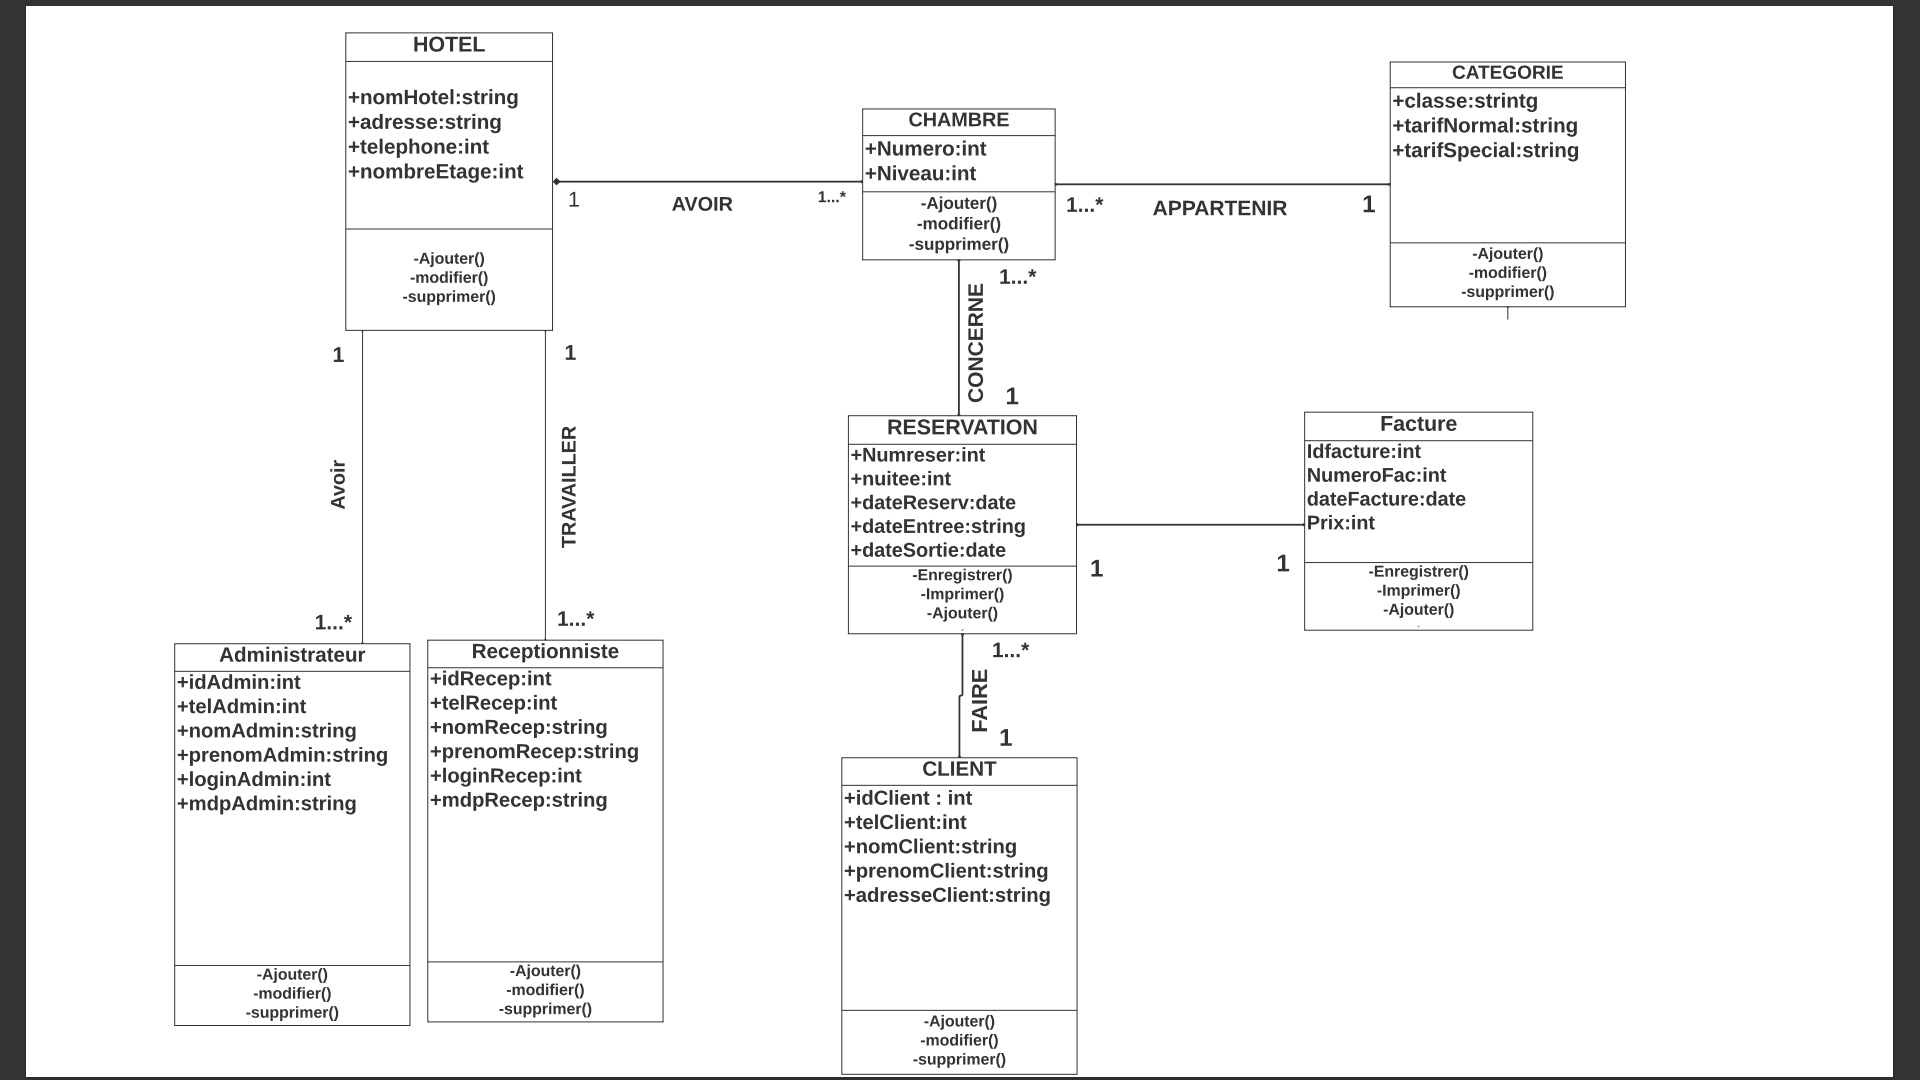 HOTEL
+nomHotel:string
+adresse:string
+telephone:int
+nombreEtage:int
-Ajouter()
-modifier()
-supprimer()
1
AVOIR
1...*
CHAMBRE
+Numero:int
+Niveau:int
-Ajouter()
-modifier()
-supprimer()
1...*
APPARTENIR
1
CATEGORIE
+classe:strintg
+tarifNormal:string
+tarifSpecial:string
-Ajouter()
-modifier()
-supprimer()
1
Avoir
1...*
1
TRAVAILLER
1...*
1...*
CONCERNE
1
RESERVATION
+Numreser:int
+nuitee:int
+dateReserv:date
+dateEntree:string
+dateSortie:date
-Enregistrer()
-Imprimer()
-Ajouter()
1
1
Facture
Idfacture:int
NumeroFac:int
dateFacture:date
Prix:int
-Enregistrer()
-Imprimer()
-Ajouter()
Administrateur
+idAdmin:int
+telAdmin:int
+nomAdmin:string
+prenomAdmin:string
+loginAdmin:int
+mdpAdmin:string
-Ajouter()
-modifier()
-supprimer()
Receptionniste
+idRecep:int
+telRecep:int
+nomRecep:string
+prenomRecep:string
+loginRecep:int
+mdpRecep:string
-Ajouter()
-modifier()
-supprimer()
1...*
FAIRE
1
CLIENT
+idClient : int
+telClient:int
+nomClient:string
+prenomClient:string
+adresseClient:string
-Ajouter()
-modifier()
-supprimer()